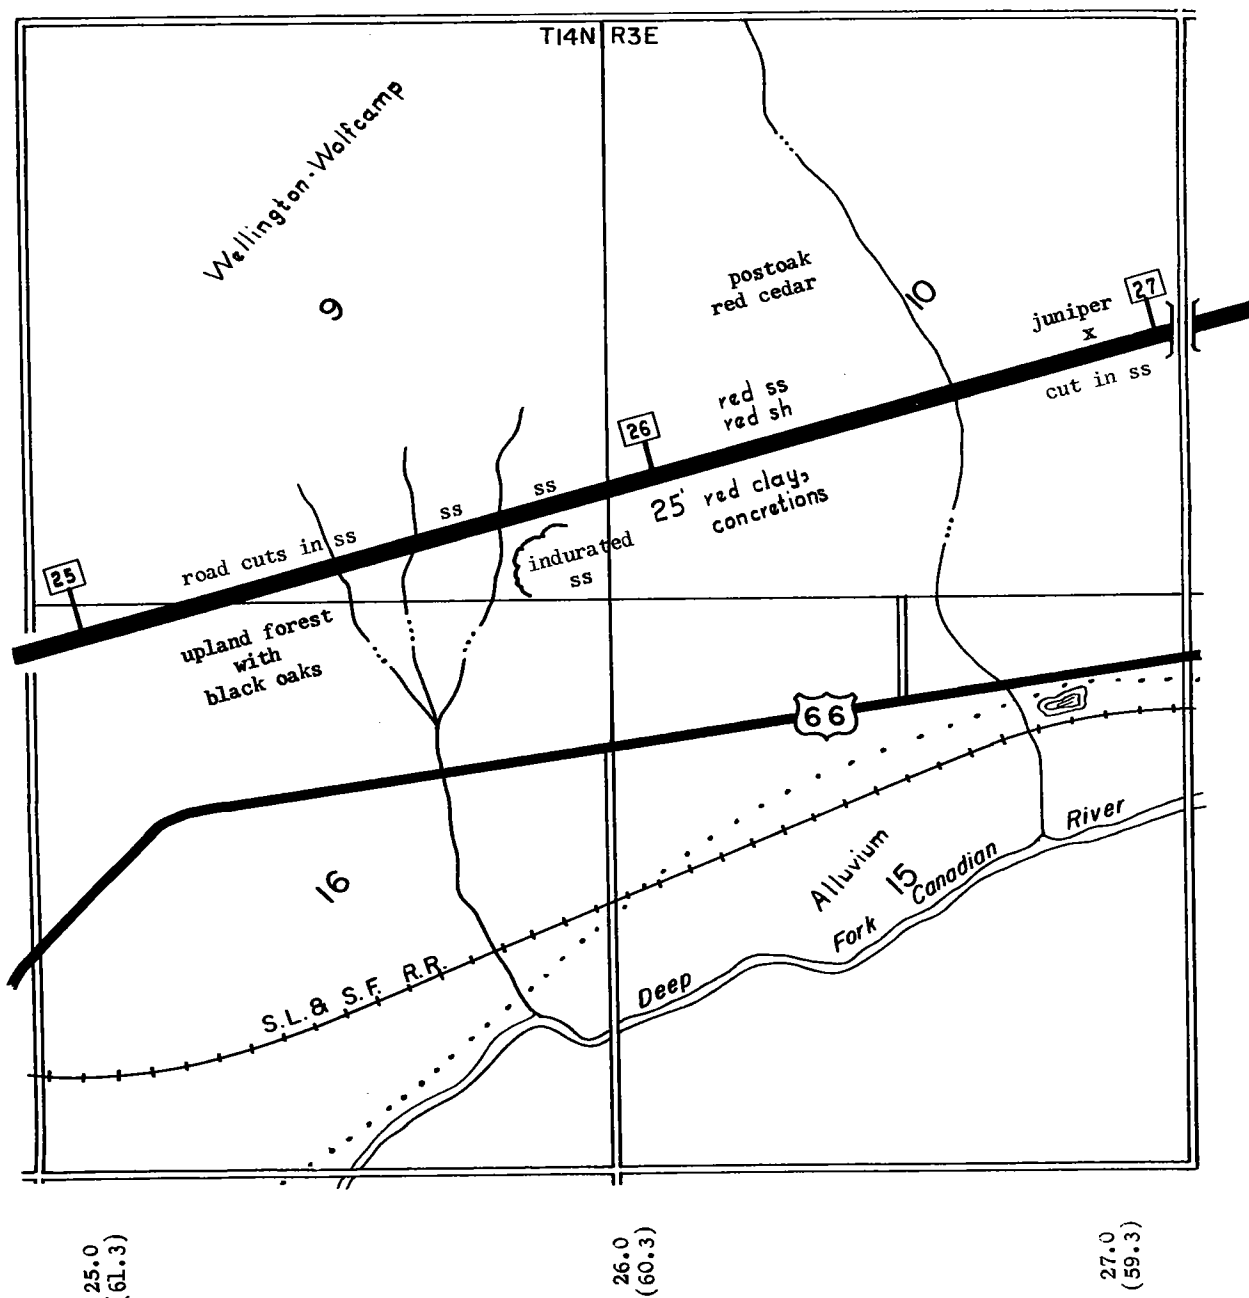 T14N R3E
Wellington-Wolfcamp
9
10
postoak
red cedar
27
juniper
x
cut in ss
red ss
red sh
26
25' red clay,
concretions
ss
ss
road cuts in ss
indurated
ss
25
upland forest
with
black oaks
66
16
Alluvium
15
S.L. & S.F. R.R.
Deep Fork Canadian River
25.0
(61.3)
26.0
(60.3)
27.0
(59.3)